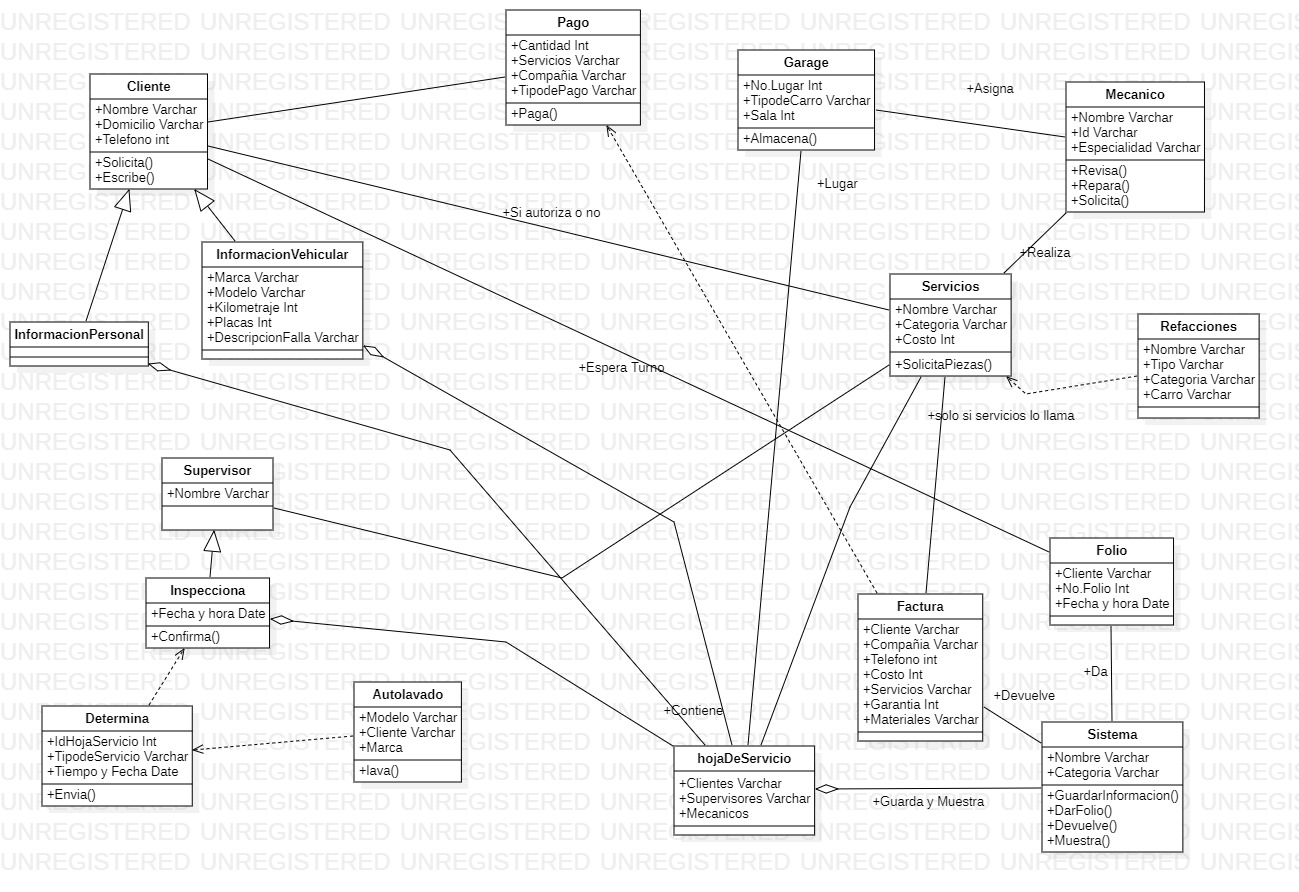 Pago
+Cantidad Int
+Servicios Varchar
+Compañia Varchar
+TipodePago Varchar
+Paga()
Garage
+No.Lugar Int
+TipodeCarro Varchar
+Sala Int
+Almacena()
+Asigna
Mecanico
+Nombre Varchar
+Id Varchar
+Especialidad Varchar
+Revisa()
+Repara()
+Solicita()
Cliente
+Nombre Varchar
+Domicilio Varchar
+Telefono int
+Solicita()
+Escribe()
+Lugar
+Si autoriza o no
+Realiza
InformacionVehicular
+Marca Varchar
+Modelo Varchar
+Kilometraje Int
+Placas Int
+DescripcionFalla Varchar
InformacionPersonal
Servicios
+Nombre Varchar
+Categoria Varchar
+Costo Int
+SolicitaPiezas()
Refacciones
+Nombre Varchar
+Tipo Varchar
+Categoria Varchar
+Carro Varchar
+Espera Turno
+solo si servicios lo llama
Supervisor
+Nombre Varchar
Inspecciona
+Fecha y hora Date
+Confirma()
Folio
+Cliente Varchar
+No.Folio Int
+Fecha y hora Date
Factura
+Cliente Varchar
+Compañia Varchar
+Telefono int
+Costo Int
+Servicios Varchar
+Garantia Int
+Materiales Varchar
+Da
+Devuelve
Determina
+IdHojaServicio Int
+TipodeServicio Varchar
+Tiempo y Fecha Date
+Envia()
Autolavado
+Modelo Varchar
+Cliente Varchar
+Marca
+lava()
+Contiene
hojaDeServicio
+Clientes Varchar
+Supervisores Varchar
+Mecanicos
+Guarda y Muestra
Sistema
+Nombre Varchar
+Categoria Varchar
+GuardarInformacion()
+DarFolio()
+Devuelve()
+Muestra()
UNREGISTERED